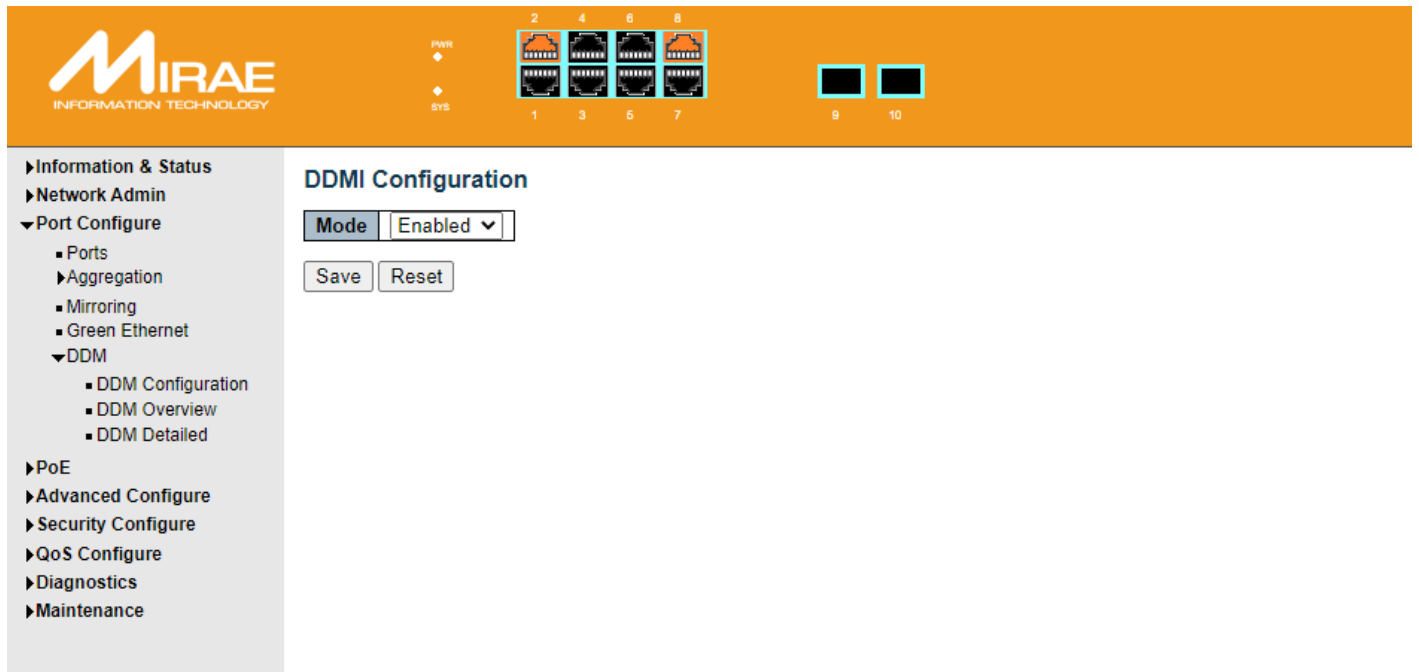 MIRAE
INFORMATION TECHNOLOGY
PWR
SYS
2 4 6 8
1 3 5 7
9 10
Information & Status
Network Admin
Port Configure
Ports
Aggregation
Mirroring
Green Ethernet
DDM
DDM Configuration
DDM Overview
DDM Detailed
PoE
Advanced Configure
Security Configure
QoS Configure
Diagnostics
Maintenance
DDMI Configuration
Mode Enabled
Save Reset